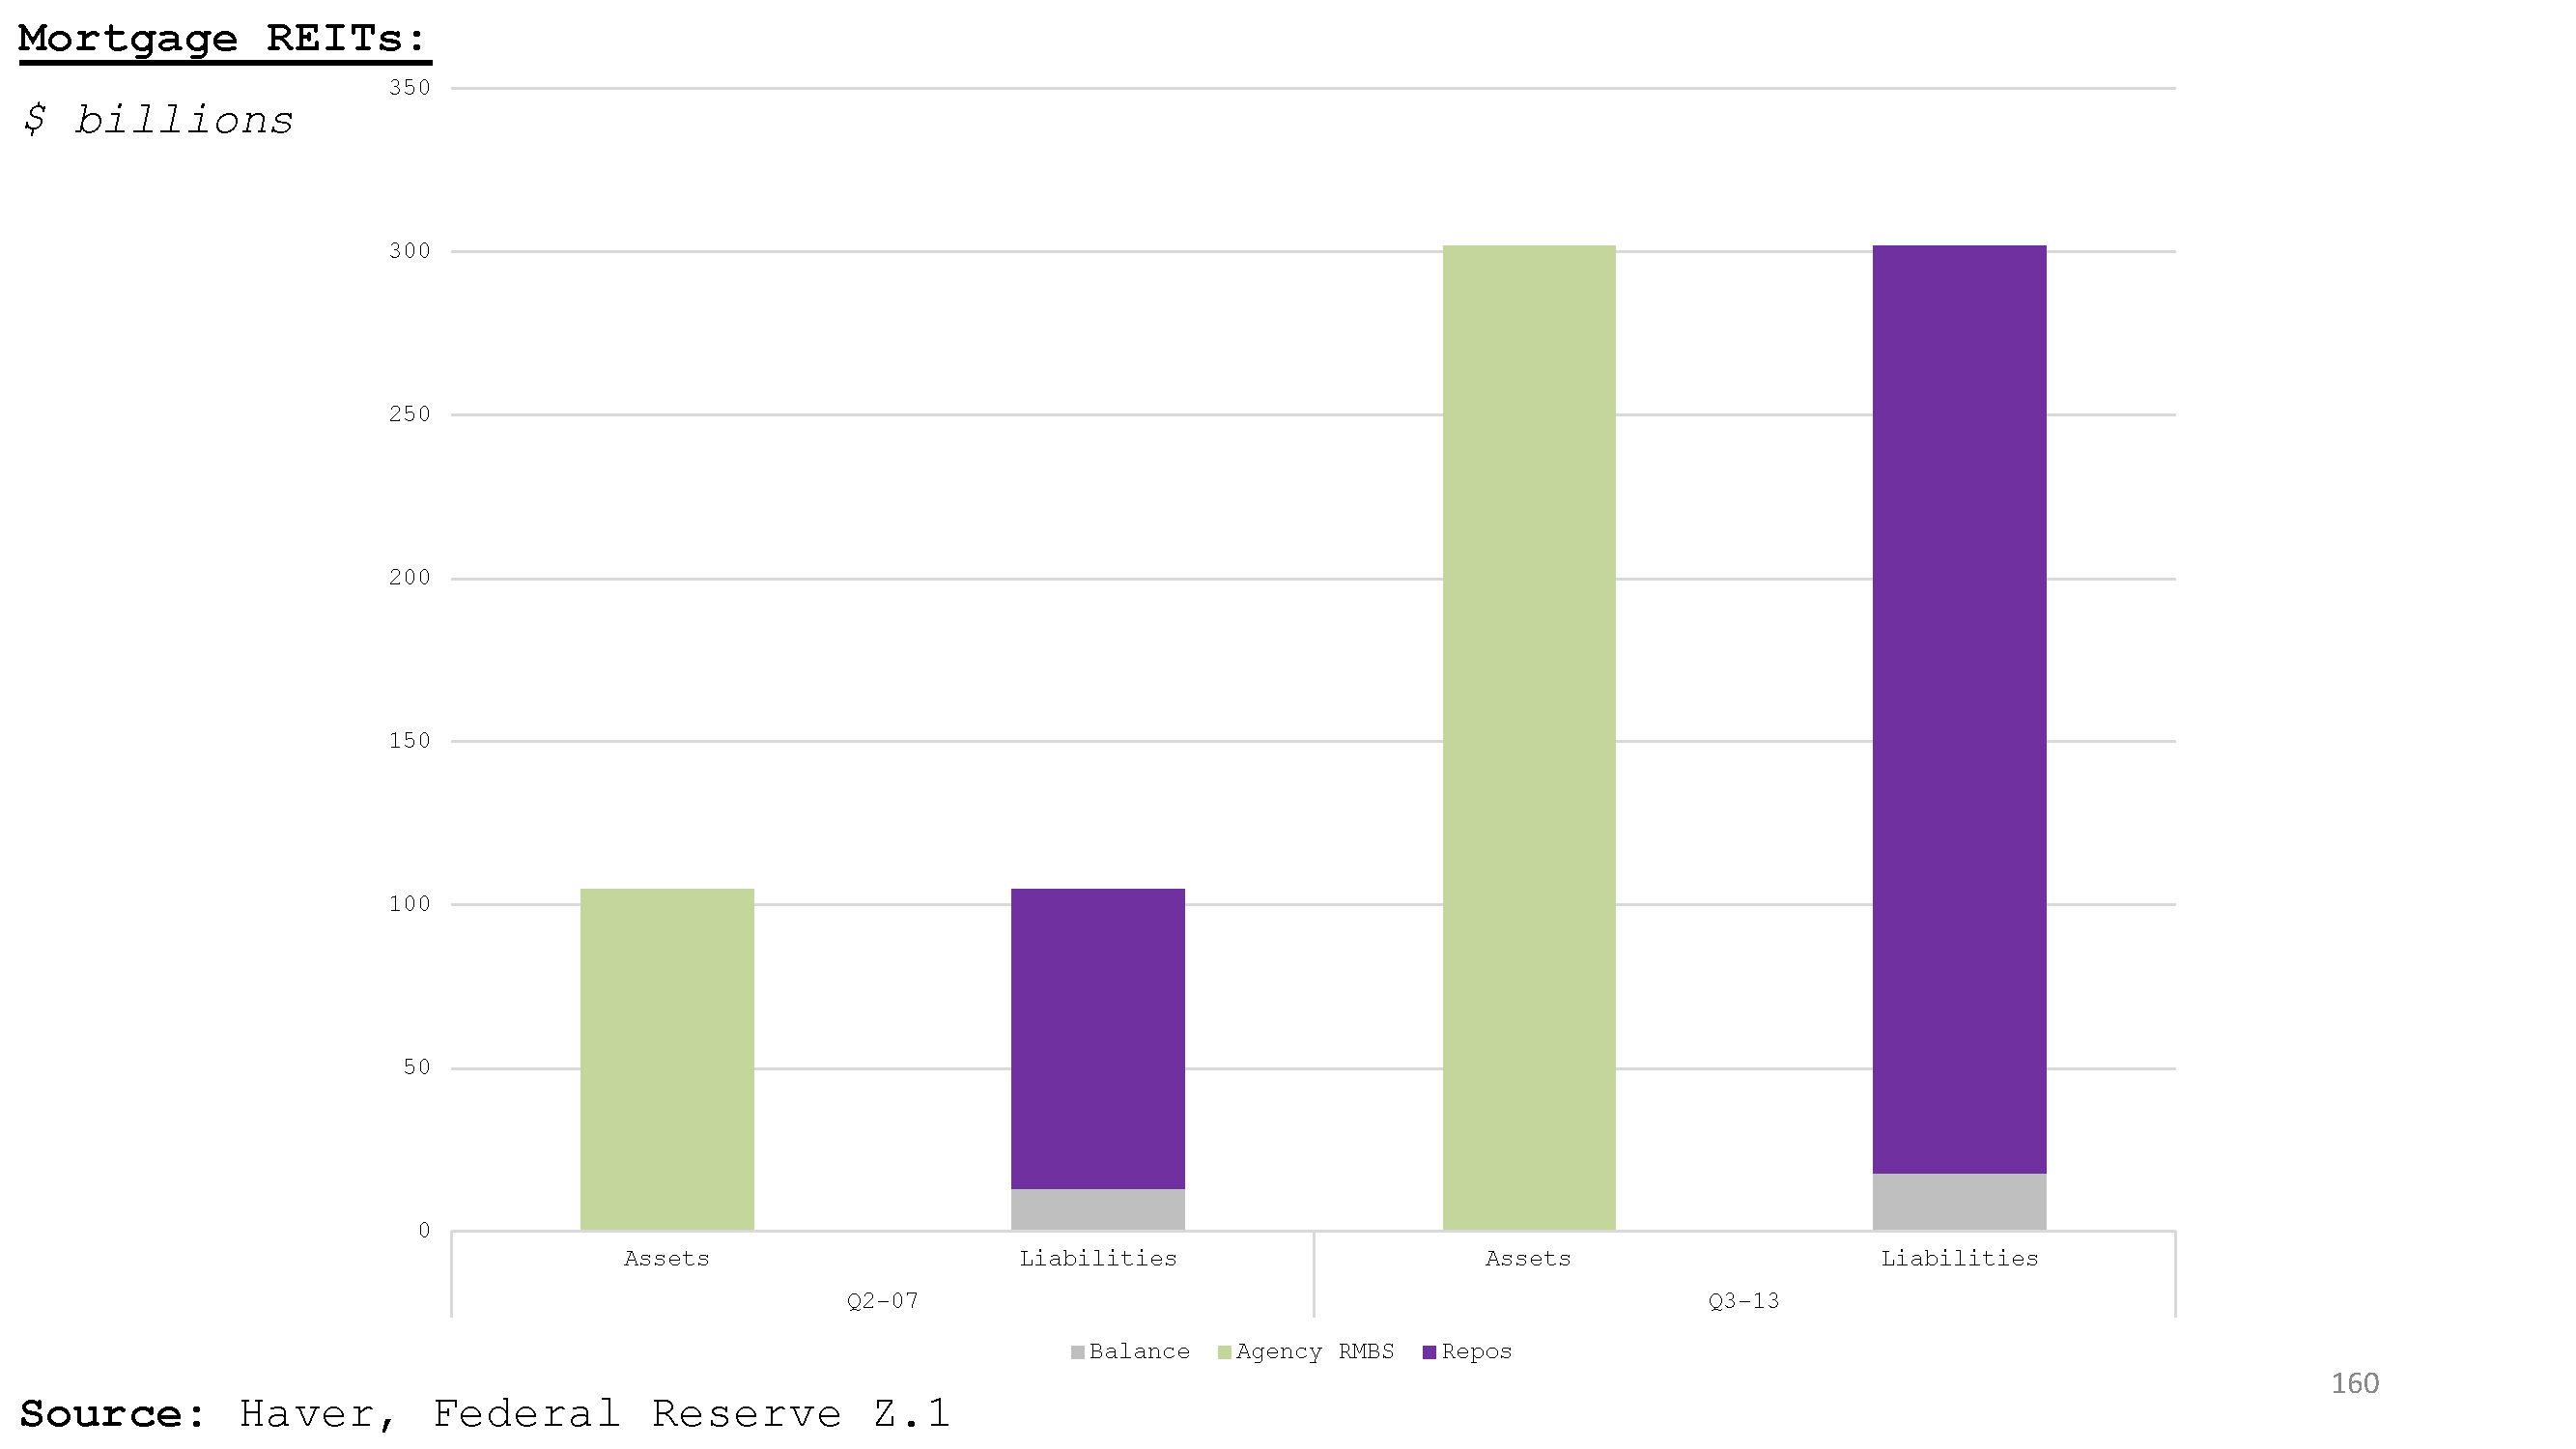 Mortgage REITs:
$ billions
350
300
250
200
150
100
50
0
Assets Liabilities Assets Liabilities
Q2-07 Q3-13
Balance Agency RMBS Repos
160
Source: Haver, Federal Reserve Z.1